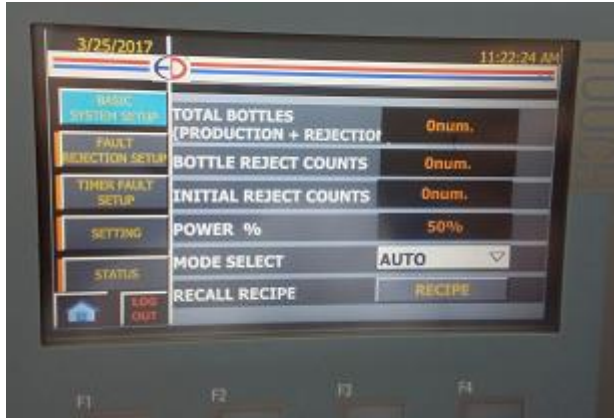 3/25/2017
11:22:24 AM
ED
BASIC
SYSTEM SETUP
FAULT
REJECTION SETUP
TIMER FAULT
SETUP
SETTING
STATUS
LOG
OUT
TOTAL BOTTLES
(PRODUCTION + REJECTION
0num.
BOTTLE REJECT COUNTS
0num.
INITIAL REJECT COUNTS
0num.
POWER %
50%
MODE SELECT
AUTO
RECALL RECIPE
RECIPE
F1
F2
F3
F4